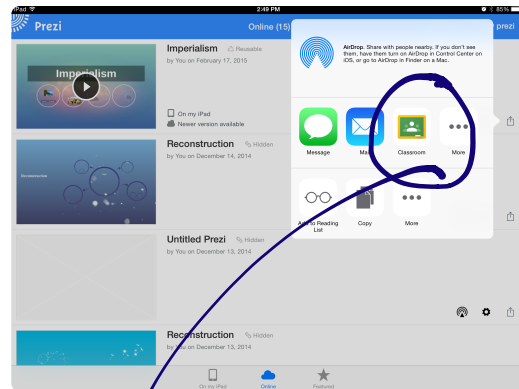 iPad 2:49 PM 85%
Prezi Online (15) prezi
Imperialism Reusable
by You on February 17, 2015
Imperialism
On my iPad
Newer version available
AirDrop. Share with people nearby. If you don't see
them, have them turn on AirDrop in Control Center on
iOS, or go to AirDrop in Finder on a Mac.
Message Mail Classroom More
Reconstruction Hidden
by You on December 14, 2014
Add to Reading
List
Copy More
Untitled Prezi Hidden
by You on December 13, 2014
Reconstruction Hidden
by You on December 13, 2014
On my iPad Online Featured